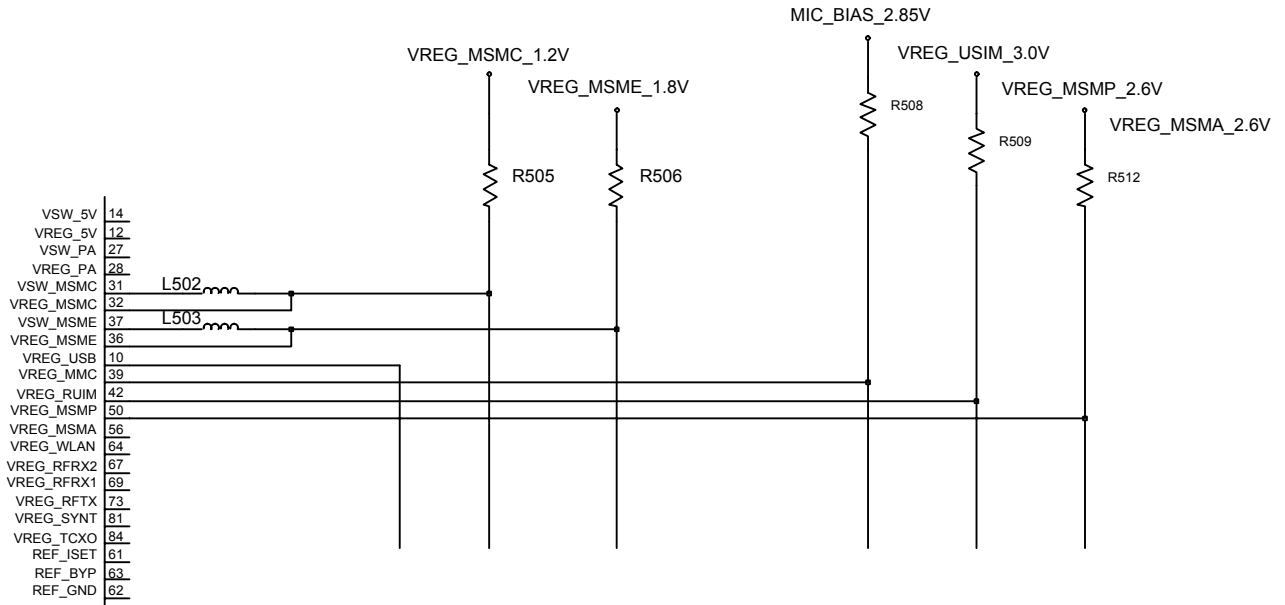 MIC_BIAS_2.85V
VREG_MSMC_1.2V
VREG_USIM_3.0V
VREG_MSME_1.8V
VREG_MSMP_2.6V
R508
VREG_MSMA_2.6V
R509
R505
R506
R512
VSW_5V 14
VREG_5V 12
VSW_PA 27
VREG_PA 28
VSW_MSMC 31 L502
VREG_MSMC 32
VSW_MSME 37 L503
VREG_MSME 36
VREG_USB 10
VREG_MMC 39
VREG_RUIM 42
VREG_MSMP 50
VREG_MSMA 56
VREG_WLAN 64
VREG_RFRX2 67
VREG_RFRX1 69
VREG_RFTX 73
VREG_SYNT 81
VREG_TCXO 84
REF_ISET 61
REF_BYP 63
REF_GND 62